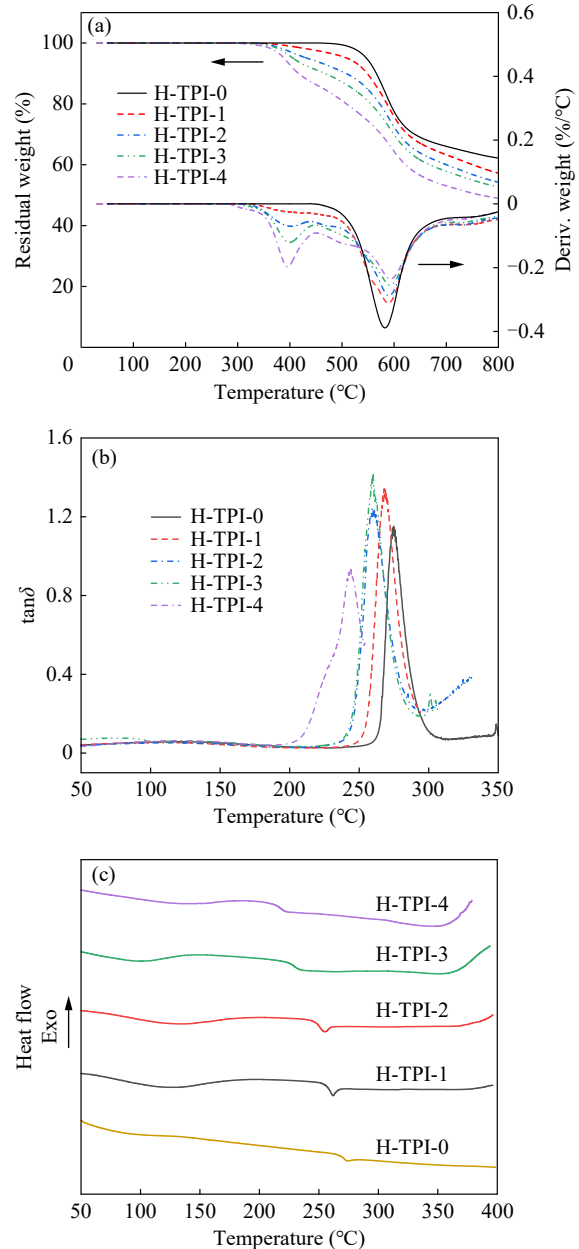 (a)
0.6
100
80
60
40
20
0
0.4
0.2
0
−0.2
−0.4
H-TPI-0
H-TPI-1
H-TPI-2
H-TPI-3
H-TPI-4
Residual weight (%)
Deriv. weight (%/°C)
100 200 300 400 500 600 700 800
Temperature (°C)
(b)
1.6
1.2
0.8
0.4
0
H-TPI-0
H-TPI-1
H-TPI-2
H-TPI-3
H-TPI-4
tanδ
50 100 150 200 250 300 350
Temperature (°C)
(c)
H-TPI-4
H-TPI-3
H-TPI-2
H-TPI-1
H-TPI-0
Heat flow
Exo
50 100 150 200 250 300 350 400
Temperature (°C)